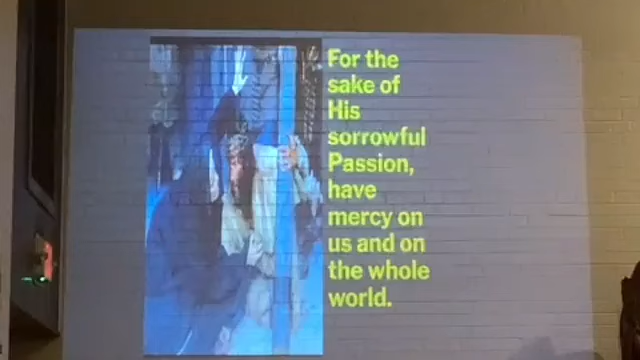 For the
sake of
His
sorrowful
Passion,
have
mercy on
us and on
the whole
world.